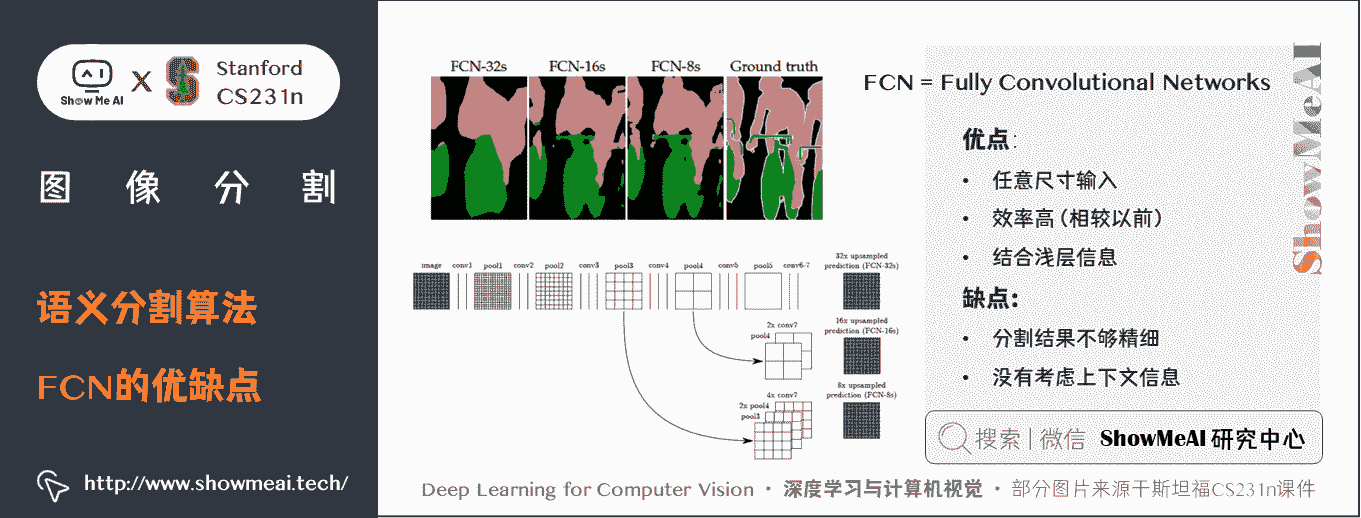 Show Me AI
X
Stanford
CS231n
图像分割
语义分割算法
FCN的优缺点
http://www.showmeai.tech/
FCN-32s FCN-16s FCN-8s Ground truth
image conv1 pool1 conv2 pool2 conv3 pool3 conv4 pool4 conv5 pool5 conv6-7
32x upsampled
prediction (FCN-32s)
2x conv7
pool4
16x upsampled
prediction (FCN-16s)
4x conv7
2x pool4
pool3
8x upsampled
prediction (FCN-8s)
FCN = Fully Convolutional Networks
优点:
• 任意尺寸输入
• 效率高(相较以前)
• 结合浅层信息
缺点:
• 分割结果不够精细
• 没有考虑上下文信息
ShowMeAI
搜索 | 微信 ShowMeAI 研究中心
Deep Learning for Computer Vision · 深度学习与计算机视觉 · 部分图片来源于斯坦福CS231n课件